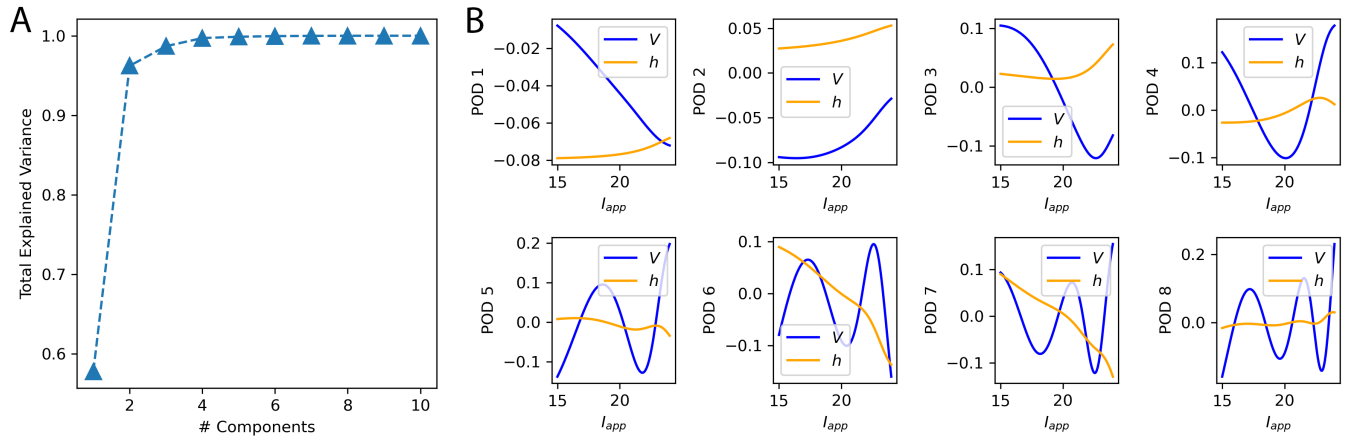 A
Total Explained Variance
1.0
0.9
0.8
0.7
0.6
2
4
6
8
10
# Components
B
POD 1
−0.02
−0.04
−0.06
−0.08
V
h
15
20
I_app
POD 2
0.05
0.00
−0.05
−0.10
V
h
15
20
I_app
POD 3
0.1
0.0
−0.1
V
h
15
20
I_app
POD 4
0.1
0.0
−0.1
V
h
15
20
I_app
POD 5
0.2
0.1
0.0
−0.1
V
h
15
20
I_app
POD 6
0.1
0.0
−0.1
V
h
15
20
I_app
POD 7
0.1
0.0
−0.1
V
h
15
20
I_app
POD 8
0.2
0.0
V
h
15
20
I_app